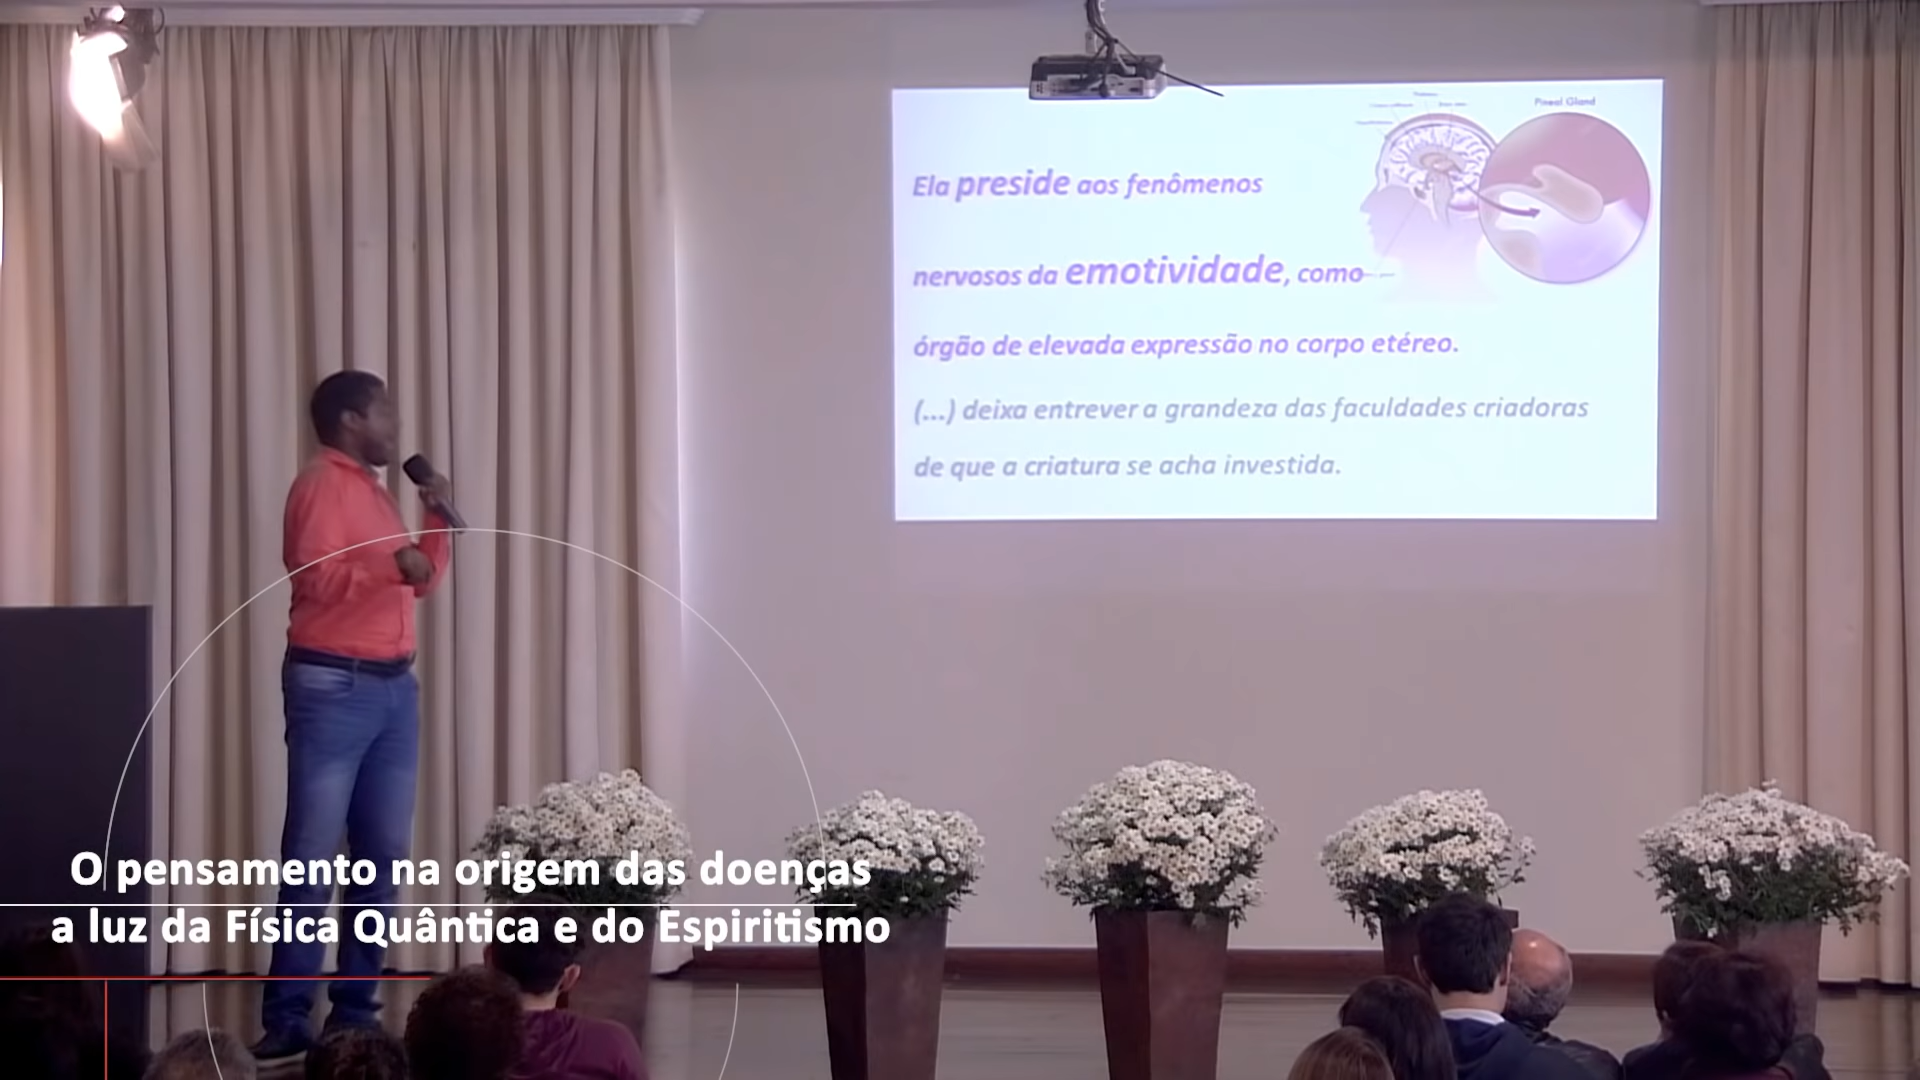 Pineal Gland
Ela preside aos fenômenos
nervosos da emotividade, como
órgão de elevada expressão no corpo etéreo.
(...) deixa entrever a grandeza das faculdades criadoras
de que a criatura se acha investida.
O pensamento na origem das doenças
a luz da Física Quântica e do Espiritismo